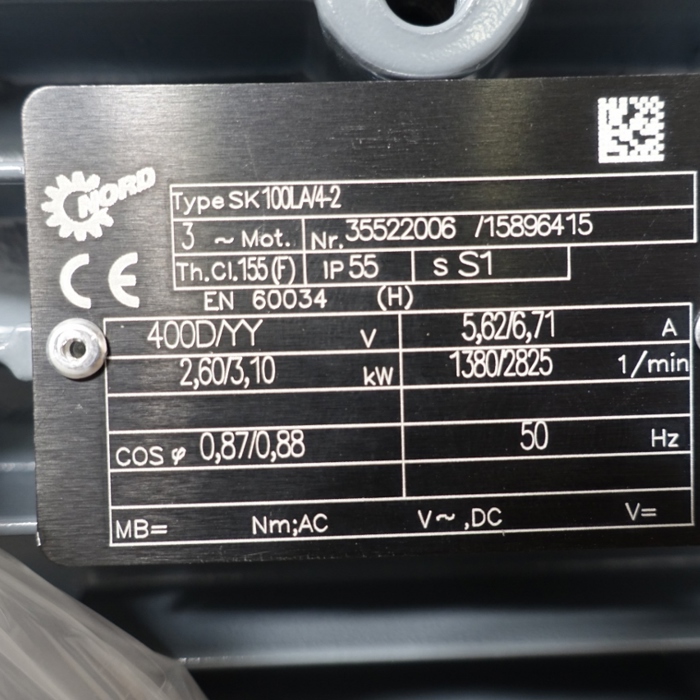 NORD
Type SK 100LA/4-2
3 ~ Mot. Nr. 35522006 /15896415
Th.Cl. 155 (F) IP 55 S S1
EN 60034 (H)
400D/YY V 5,62/6,71 A
2,60/3,10 kW 1380/2825 1/min
cos φ 0,87/0,88 50 Hz
MB= Nm;AC V~ ,DC V=
CE